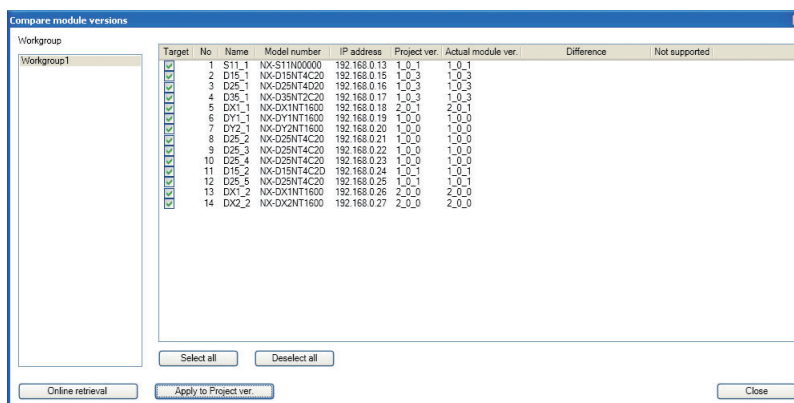 Compare module versions
Workgroup
Workgroup1
Target No Name Model number IP address Project ver. Actual module ver. Difference Not supported
1 S11_1 NX-S11N00000 192.168.0.13 1_0_1 1_0_1
2 D15_1 NX-D15NT4C20 192.168.0.15 1_0_3 1_0_3
3 D25_1 NX-D25NT4D20 192.168.0.16 1_0_3 1_0_3
4 D35_1 NX-D35NT2C20 192.168.0.17 1_0_3 1_0_3
5 DX1_1 NX-DX1NT1600 192.168.0.18 2_0_1 2_0_1
6 DY1_1 NX-DY1NT1600 192.168.0.19 1_0_0 1_0_0
7 DY2_1 NX-DY2NT1600 192.168.0.20 1_0_0 1_0_0
8 D25_2 NX-D25NT4C20 192.168.0.21 1_0_0 1_0_0
9 D25_3 NX-D25NT4C20 192.168.0.22 1_0_0 1_0_0
10 D25_4 NX-D25NT4C20 192.168.0.23 1_0_0 1_0_0
11 D15_2 NX-D15NT4C2D 192.168.0.24 1_0_1 1_0_1
12 D25_5 NX-D25NT4C20 192.168.0.25 1_0_1 1_0_1
13 DX1_2 NX-DX1NT1600 192.168.0.26 2_0_0 2_0_0
14 DX2_2 NX-DX2NT1600 192.168.0.27 2_0_0 2_0_0
Select all Deselect all
Online retrieval Apply to Project ver. Close